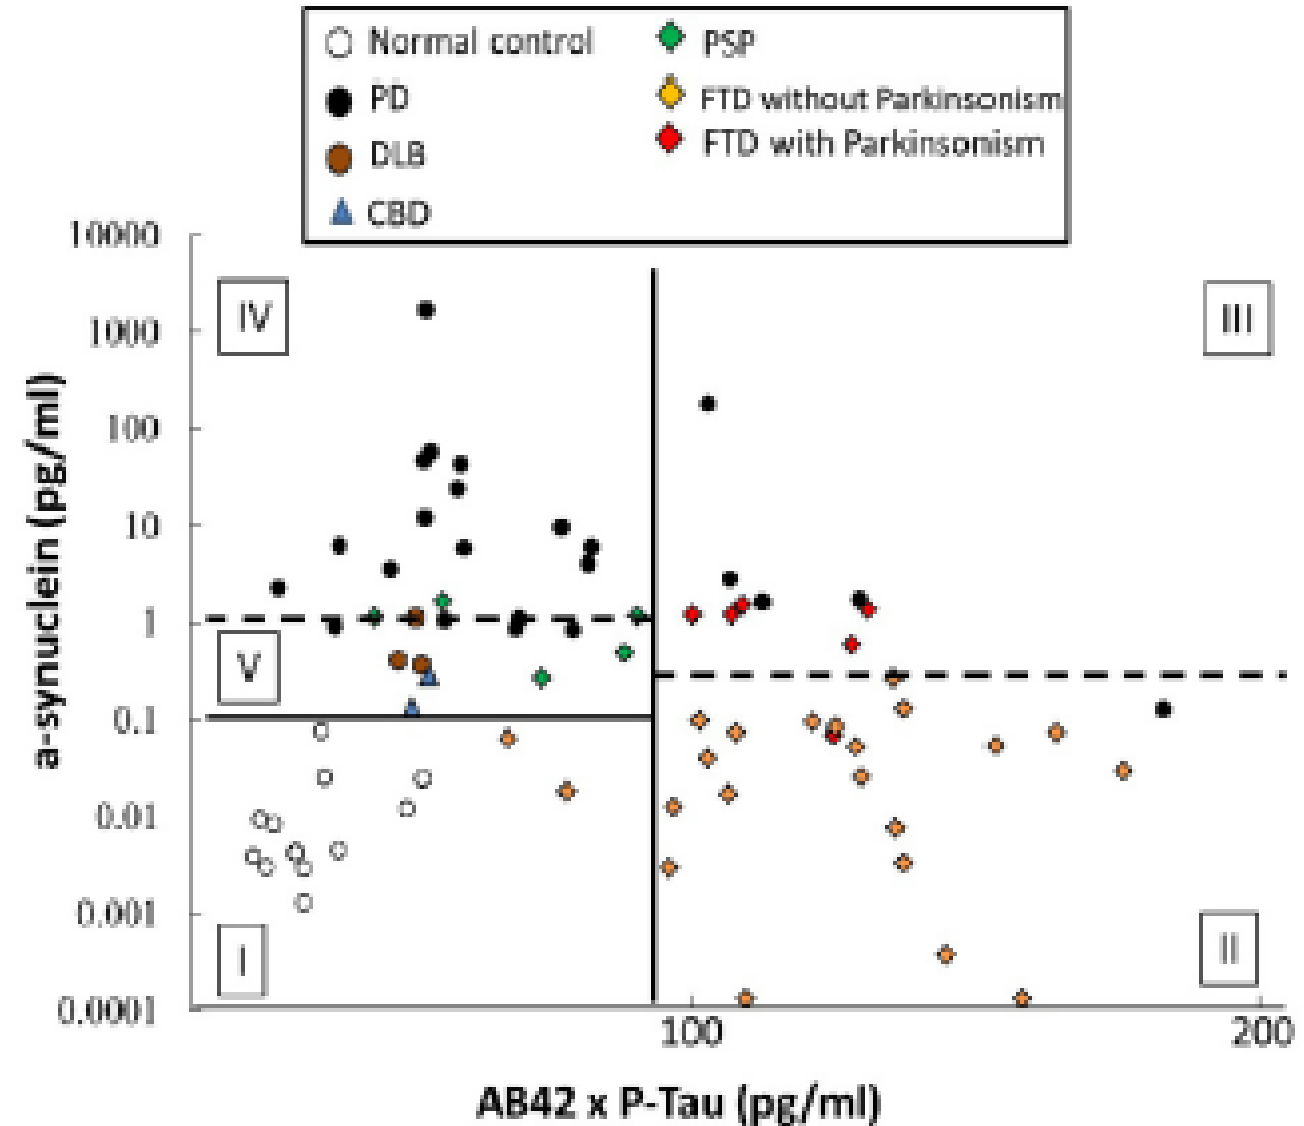 Normal control
PD
DLB
CBD
PSP
FTD without Parkinsonism
FTD with Parkinsonism
10000
1000
100
10
1
0.1
0.01
0.001
0.0001
a-synuclein (pg/ml)
IV
III
V
I
II
100
200
AB42 x P-Tau (pg/ml)